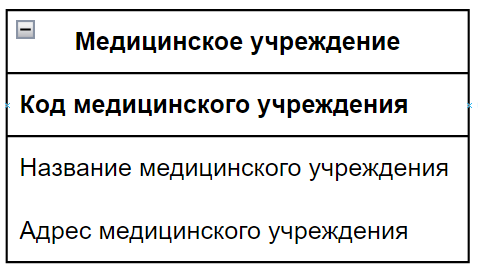 Медицинское учреждение
Код медицинского учреждения
Название медицинского учреждения
Адрес медицинского учреждения